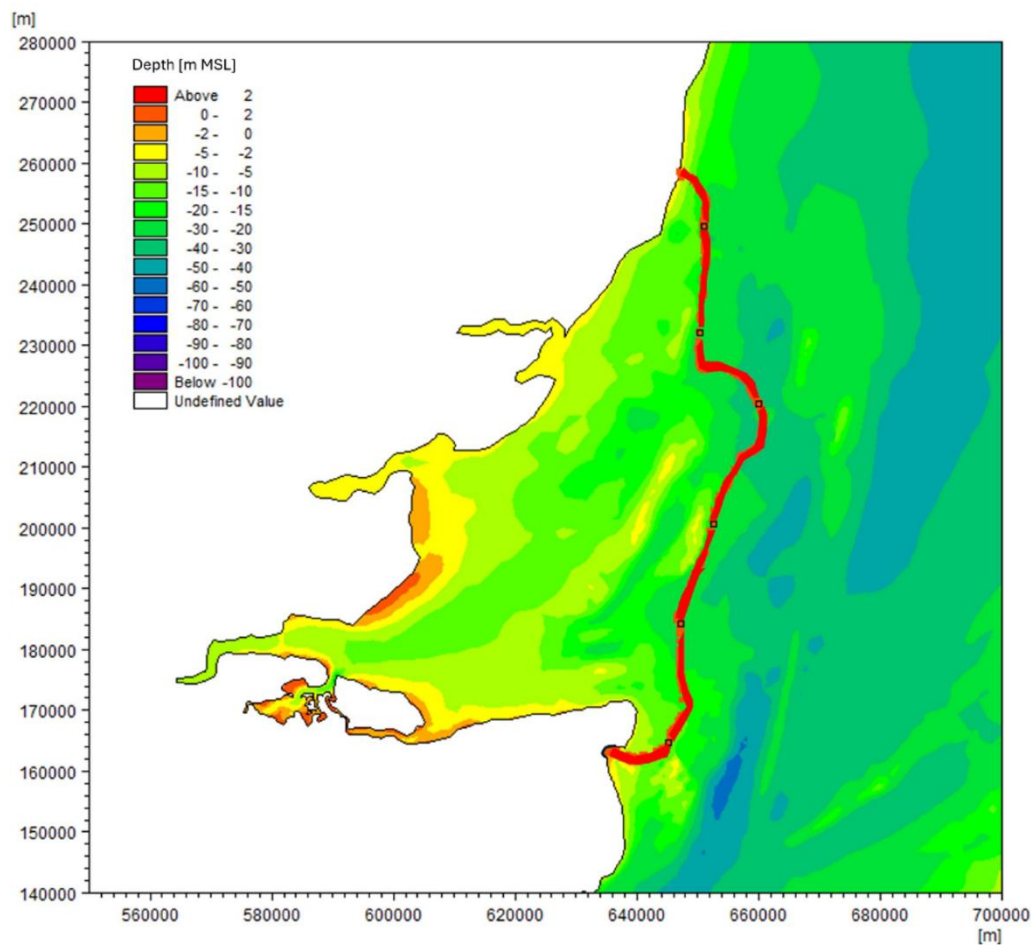 [m]
280000
270000
260000
250000
240000
230000
220000
210000
200000
190000
180000
170000
160000
150000
140000
Depth [m MSL]
Above 2
0 - 2
-2 - 0
-5 - -2
-10 - -5
-15 - -10
-20 - -15
-30 - -20
-40 - -30
-50 - -40
-60 - -50
-70 - -60
-80 - -70
-90 - -80
-100 - -90
Below -100
Undefined Value
560000 580000 600000 620000 640000 660000 680000 700000
[m]